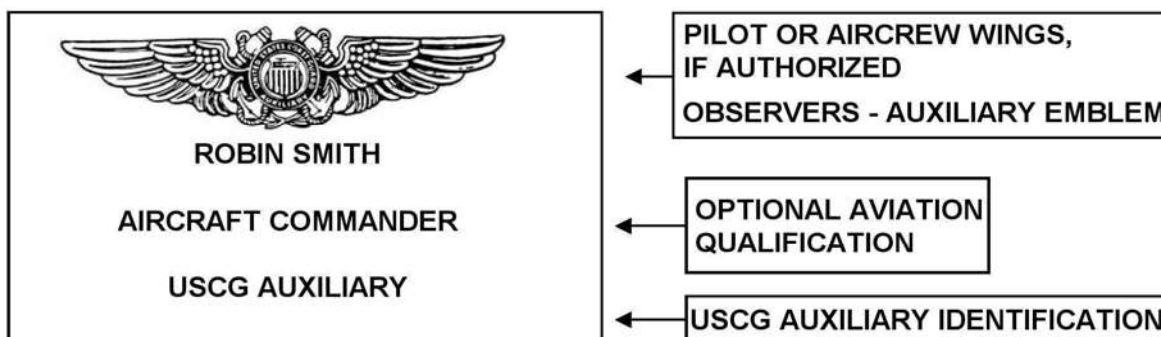 ROBIN SMITH
AIRCRAFT COMMANDER
USCG AUXILIARY
PILOT OR AIRCREW WINGS,
IF AUTHORIZED
OBSERVERS - AUXILIARY EMBLEM
OPTIONAL AVIATION
QUALIFICATION
USCG AUXILIARY IDENTIFICATION